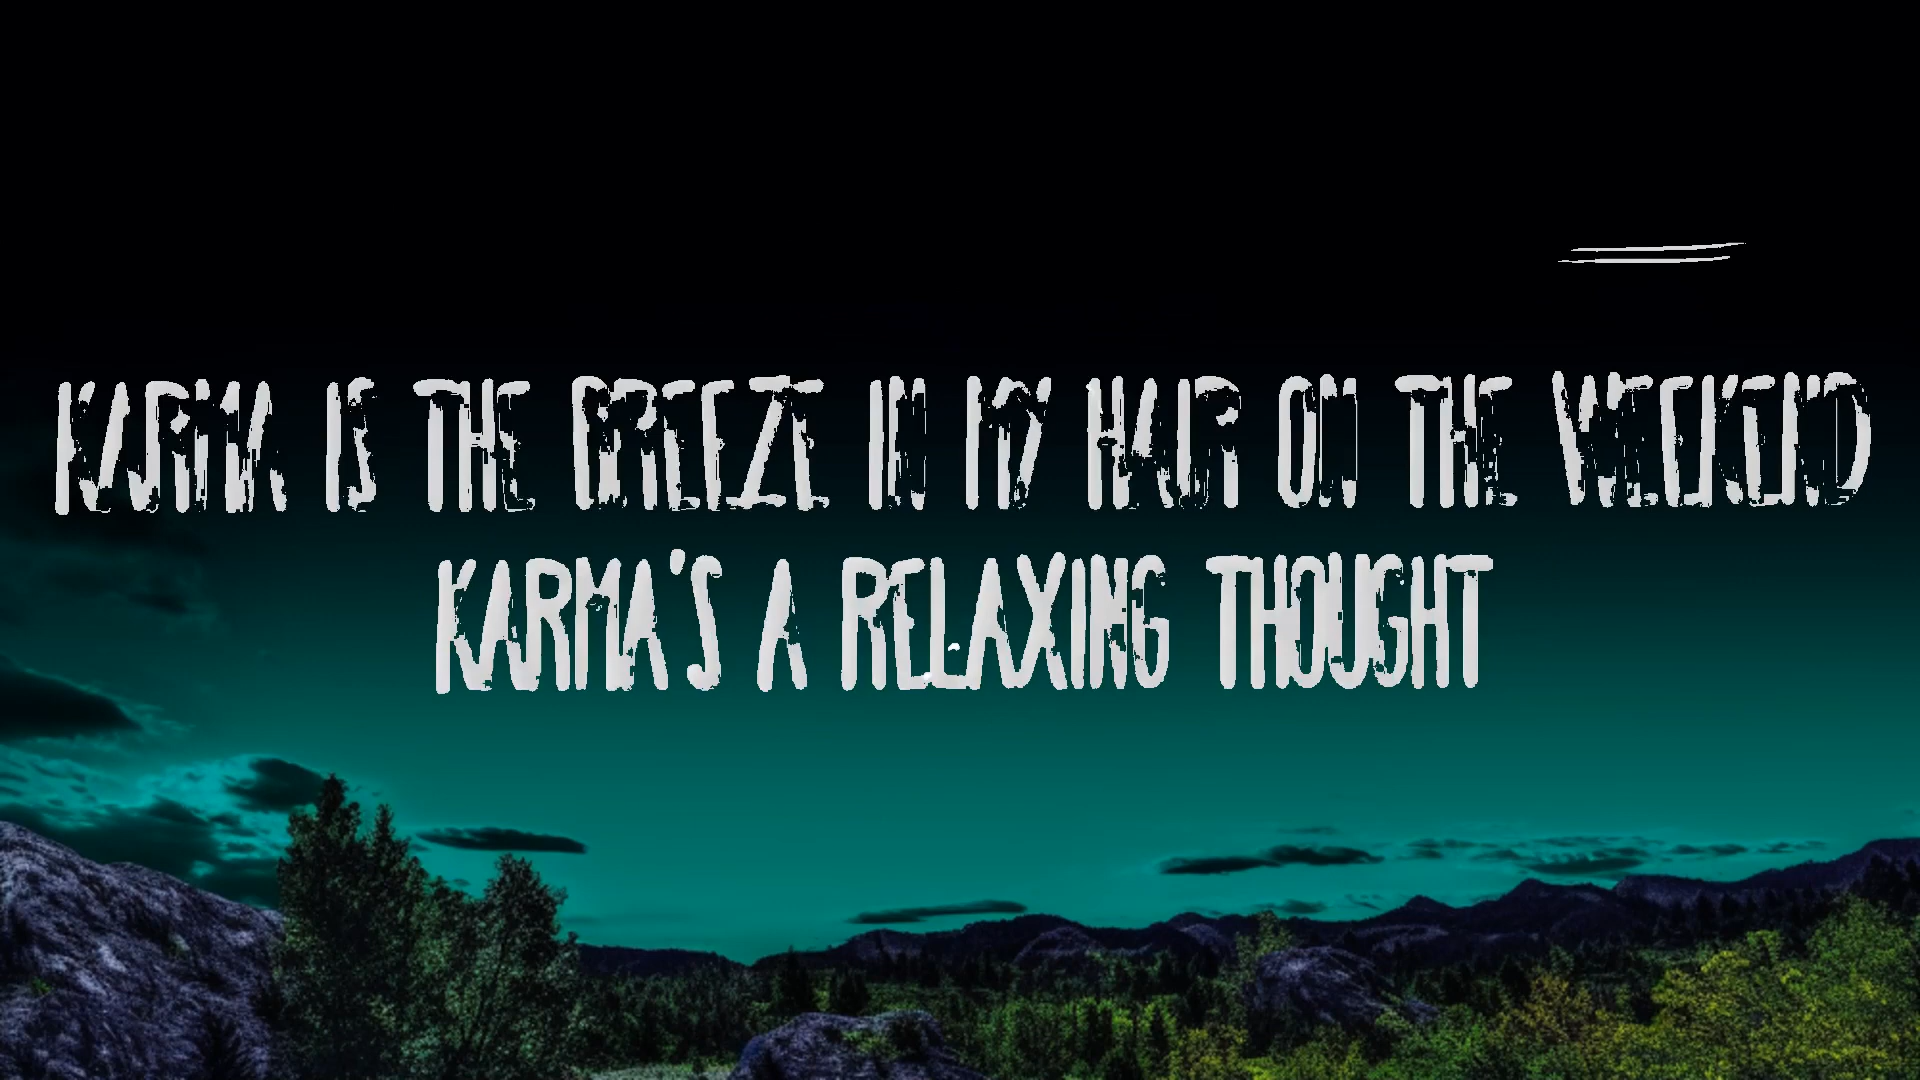 KARMA IS THE BREEZE IN MY HAIR ON THE WEEKEND
KARMA'S A RELAXING THOUGHT